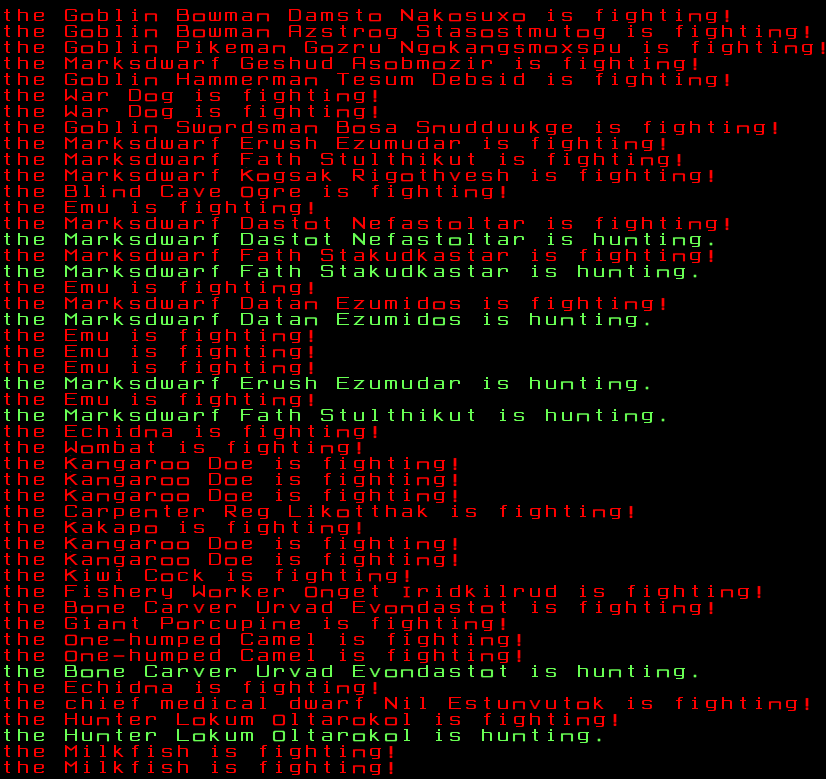 the Goblin Bowman Damsto Nakosuxo is fighting!
the Goblin Bowman Azstrog Stasostmutog is fighting!
the Goblin Pikeman Gozru Ngokangsmoxspu is fighting!
the Marksdwarf Geshud Asobmozir is fighting!
the Goblin Hammerman Tesum Debsid is fighting!
the War Dog is fighting!
the War Dog is fighting!
the Goblin Swordsman Bosa Snudduukge is fighting!
the Marksdwarf Erush Ezumudar is fighting!
the Marksdwarf Fath Stulthikut is fighting!
the Marksdwarf Kogsak Rigothvesh is fighting!
the Blind Cave Ogre is fighting!
the Emu is fighting!
the Marksdwarf Dastot Nefastoltar is fighting!
the Marksdwarf Dastot Nefastoltar is hunting.
the Marksdwarf Fath Stakudkastar is fighting!
the Marksdwarf Fath Stakudkastar is hunting.
the Emu is fighting!
the Marksdwarf Datan Ezumidos is fighting!
the Marksdwarf Datan Ezumidos is hunting.
the Emu is fighting!
the Emu is fighting!
the Emu is fighting!
the Marksdwarf Erush Ezumudar is hunting.
the Emu is fighting!
the Marksdwarf Fath Stulthikut is hunting.
the Echidna is fighting!
the Wombat is fighting!
the Kangaroo Doe is fighting!
the Kangaroo Doe is fighting!
the Kangaroo Doe is fighting!
the Carpenter Reg Likotthak is fighting!
the Kakapo is fighting!
the Kangaroo Doe is fighting!
the Kangaroo Doe is fighting!
the Kiwi Cock is fighting!
the Fishery Worker Onget Iridkilrud is fighting!
the Bone Carver Urvad Evondastot is fighting!
the Giant Porcupine is fighting!
the One-humped Camel is fighting!
the One-humped Camel is fighting!
the Bone Carver Urvad Evondastot is hunting.
the Echidna is fighting!
the chief medical dwarf Nil Estunvutok is fighting!
the Hunter Lokum Oltarokol is fighting!
the Hunter Lokum Oltarokol is hunting.
the Milkfish is fighting!
the Milkfish is fighting!